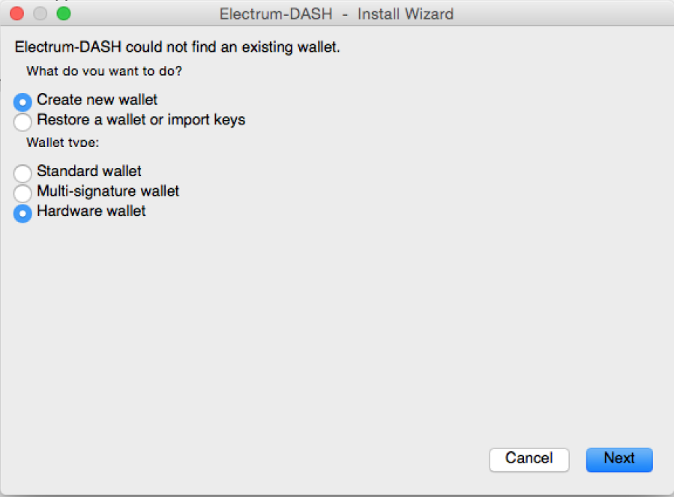 Electrum-DASH - Install Wizard
Electrum-DASH could not find an existing wallet.
What do you want to do?
Create new wallet
Restore a wallet or import keys
Wallet type:
Standard wallet
Multi-signature wallet
Hardware wallet
Cancel Next